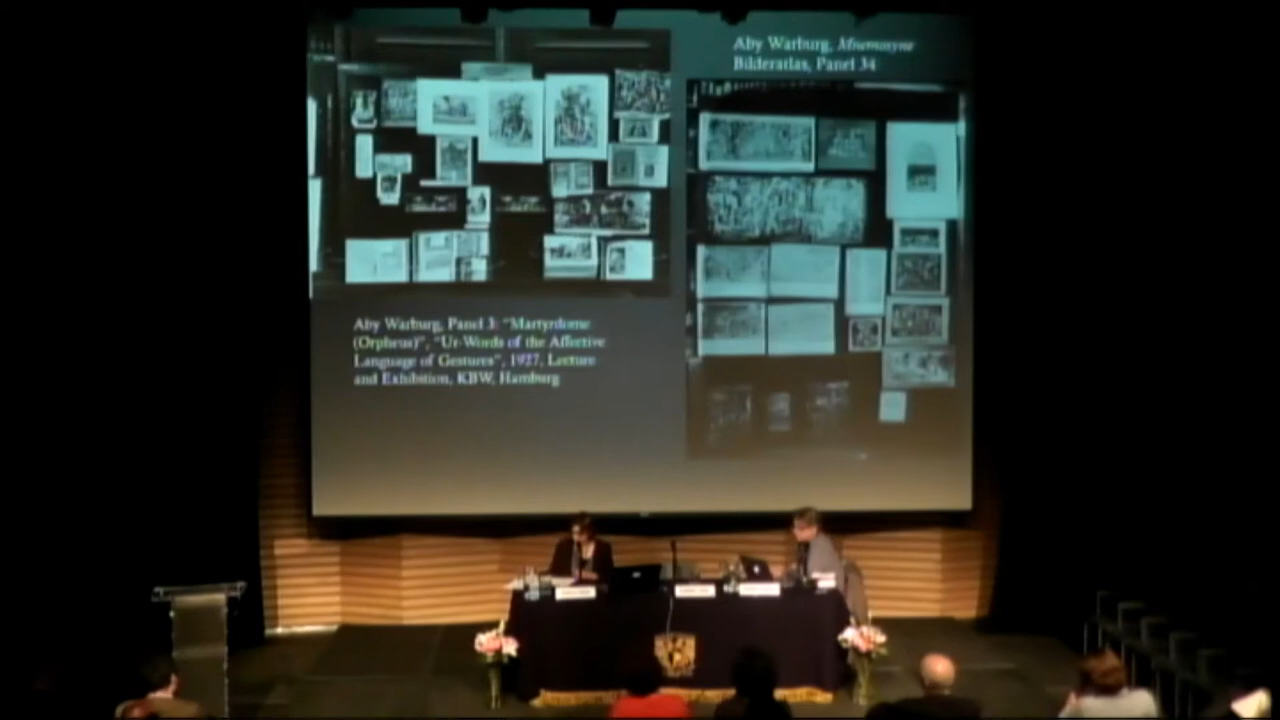 Aby Warburg, Mnemosyne
Bilderatlas, Panel 34
Aby Warburg, Panel 3: "Martyrdome
(Orpheus)", "Ur-Words of the Affective
Language of Gestures", 1927, Lecture
and Exhibition, KBW, Hamburg